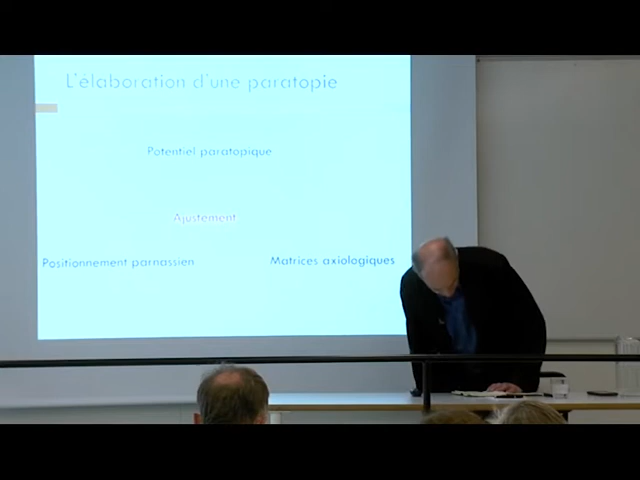 L'élaboration d'une paratopie
Potentiel paratopique
Ajustement
Positionnement parnassien
Matrices axiologiques